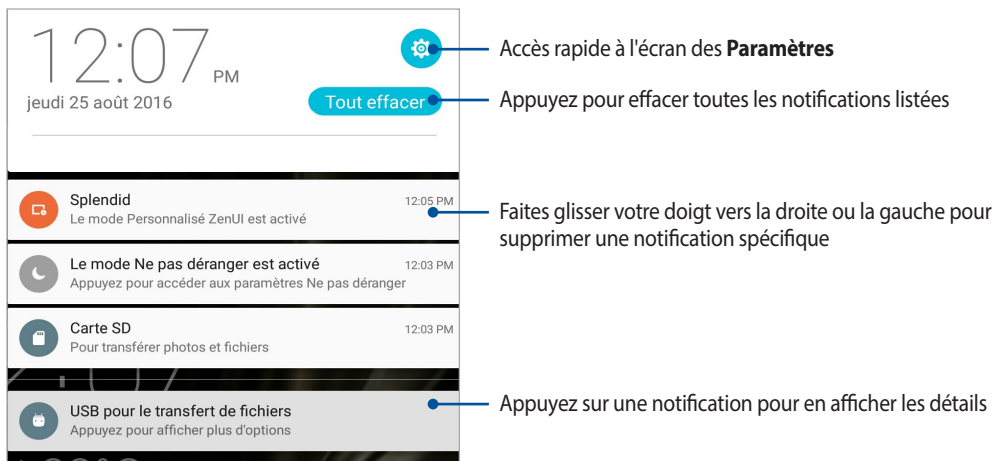 12:07 PM
jeudi 25 août 2016
Tout effacer
Accès rapide à l'écran des Paramètres
Appuyez pour effacer toutes les notifications listées
Splendid 12:05 PM
Le mode Personnalisé ZenUI est activé
Faites glisser votre doigt vers la droite ou la gauche pour
supprimer une notification spécifique
Le mode Ne pas déranger est activé 12:03 PM
Appuyez pour accéder aux paramètres Ne pas déranger
Carte SD 12:03 PM
Pour transférer photos et fichiers
USB pour le transfert de fichiers
Appuyez pour afficher plus d'options
Appuyez sur une notification pour en afficher les détails